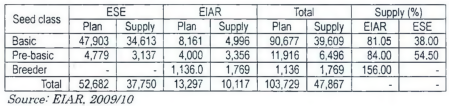 Seed class ESE EIAR Total Supply (%)
Plan Supply Plan Supply Plan Supply EIAR ESE
Basic 47,903 34,613 8,161 4,996 90,677 39,609 81.05 38.00
Pre-basic 4,779 3,137 4,000 3,356 11,916 6,496 84.00 54.50
Breeder - - 1,136.0 1,769 1,136 1,769 156.00 -
Total 52,682 37,750 13,297 10,117 103,729 47,867 - -
Source: EIAR, 2009/10